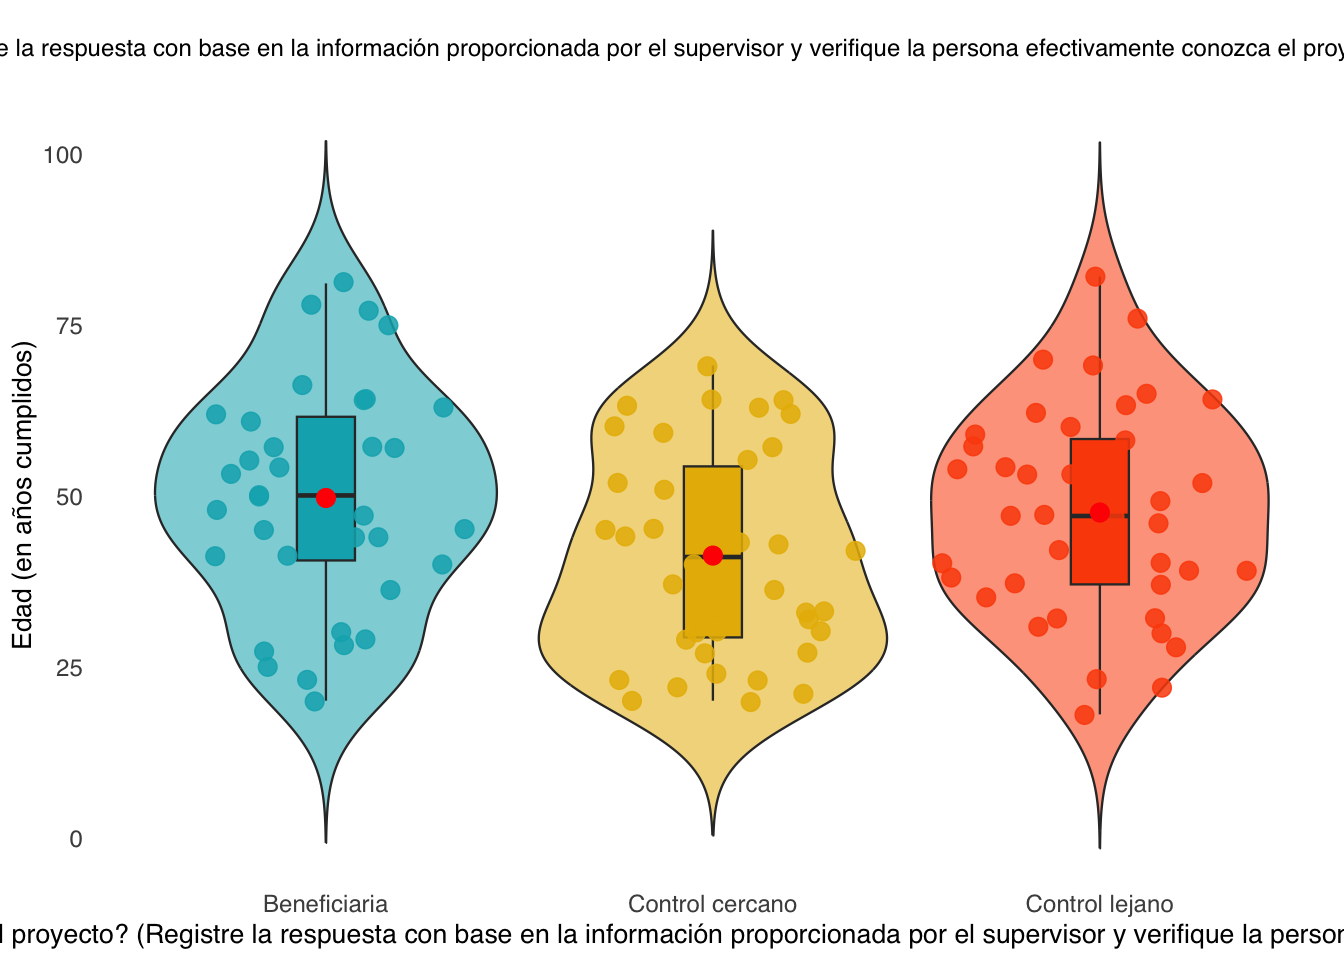 la respuesta con base en la información proporcionada por el supervisor y verifique la persona efectivamente conozca el
100
75
50
25
0
Edad (en años cumplidos)
Beneficiaria
Control cercano
Control lejano
proyecto? (Registre la respuesta con base en la información proporcionada por el supervisor y verifique la